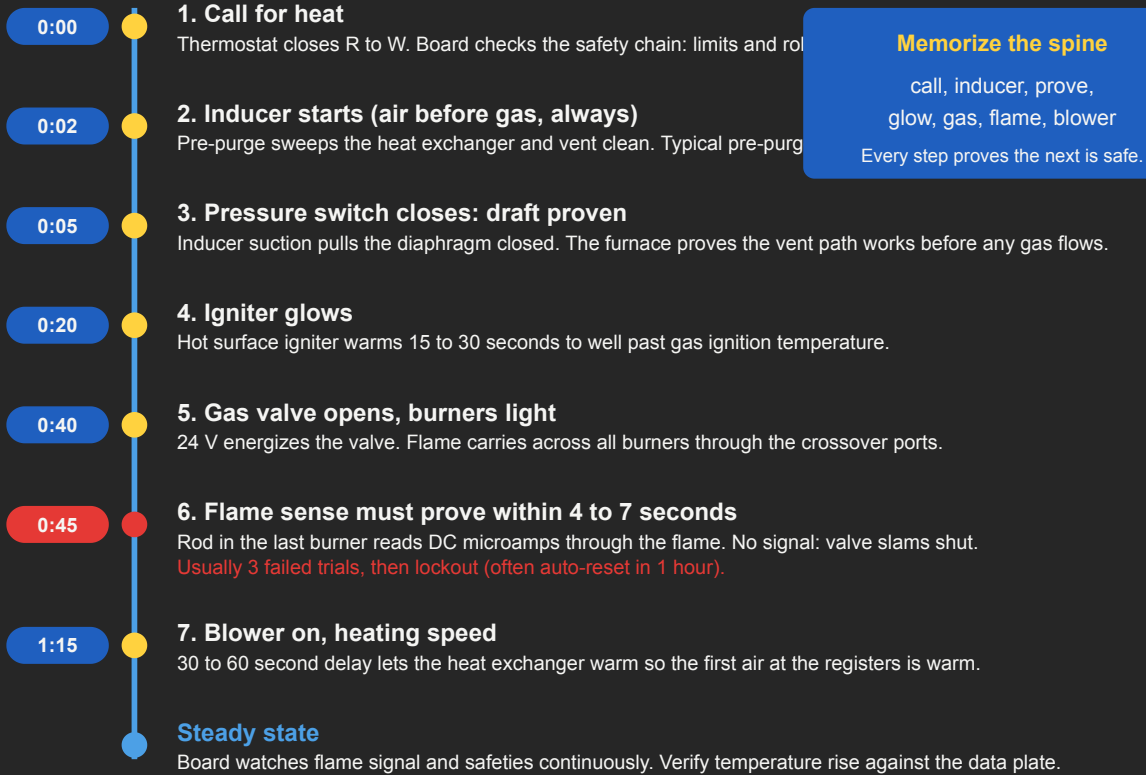 0:00
1. Call for heat
Thermostat closes R to W. Board checks the safety chain: limits and
Memorize the spine
call, inducer, prove,
glow, gas, flame, blower
Every step proves the next is safe.
0:02
2. Inducer starts (air before gas, always)
Pre-purge sweeps the heat exchanger and vent clean. Typical
0:05
3. Pressure switch closes: draft proven
Inducer suction pulls the diaphragm closed. The furnace proves the vent path works before any gas flows.
0:20
4. Igniter glows
Hot surface igniter warms 15 to 30 seconds to well past gas ignition temperature.
0:40
5. Gas valve opens, burners light
24 V energizes the valve. Flame carries across all burners through the crossover ports.
0:45
6. Flame sense must prove within 4 to 7 seconds
Rod in the last burner reads DC microamps through the flame. No signal: valve slams shut.
Usually 3 failed trials, then lockout (often auto-reset in 1 hour).
1:15
7. Blower on, heating speed
30 to 60 second delay lets the heat exchanger warm so the first air at the registers is warm.
Steady state
Board watches flame signal and safeties continuously. Verify temperature rise against the data plate.